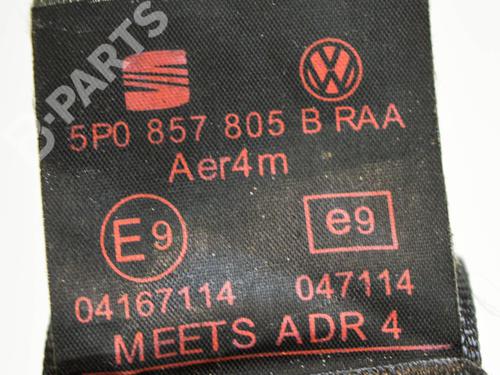 B-PARTS
5P0 857 805 B RAA
Aer4m
E9 e9
04167114 047114
MEETS ADR 4